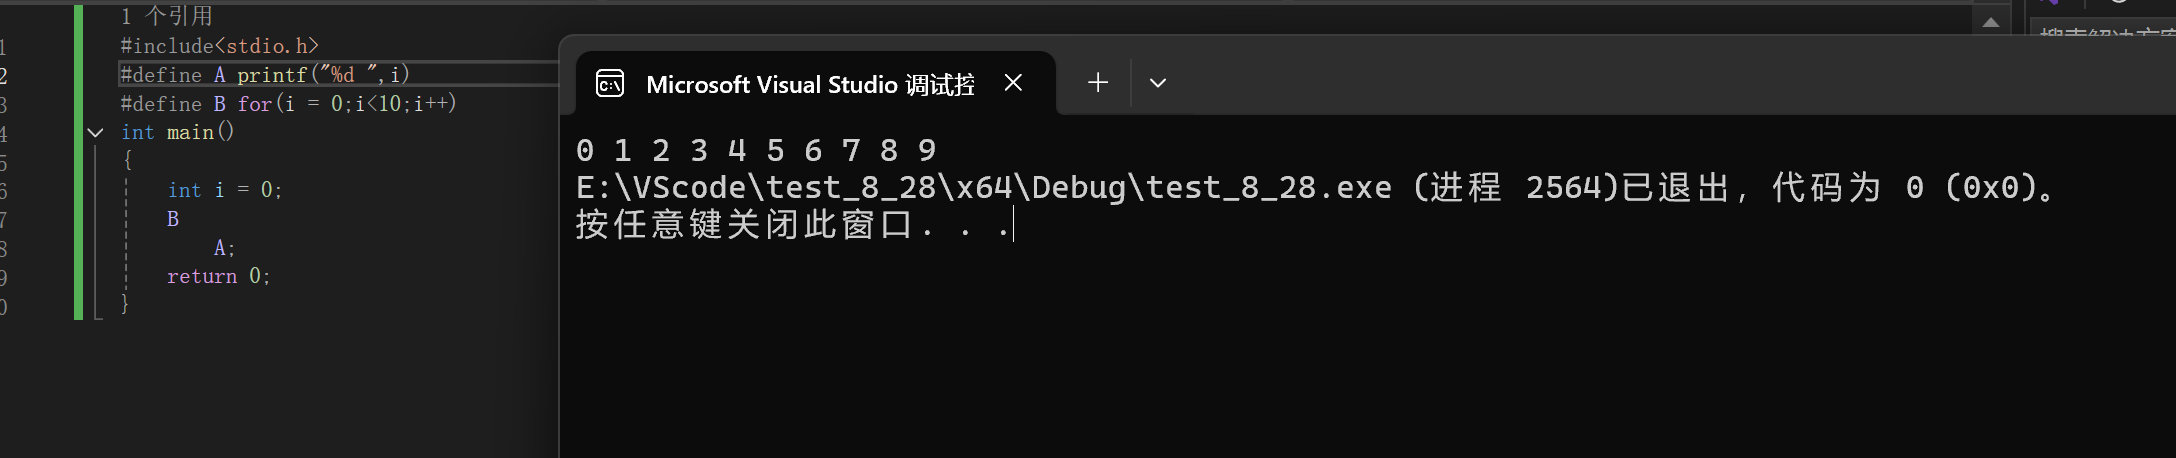 1 个引用
1 #include<stdio.h>
2 #define A printf("%d ",i)
3 #define B for(i = 0;i<10;i++)
4 int main()
5 {
6 int i = 0;
7 B
8 A;
9 return 0;
0 }
Microsoft Visual Studio 调试控
0 1 2 3 4 5 6 7 8 9
E:\VScode\test_8_28\x64\Debug\test_8_28.exe (进程 2564)已退出，代码为 0 (0x0)。
按任意键关闭此窗口. . .